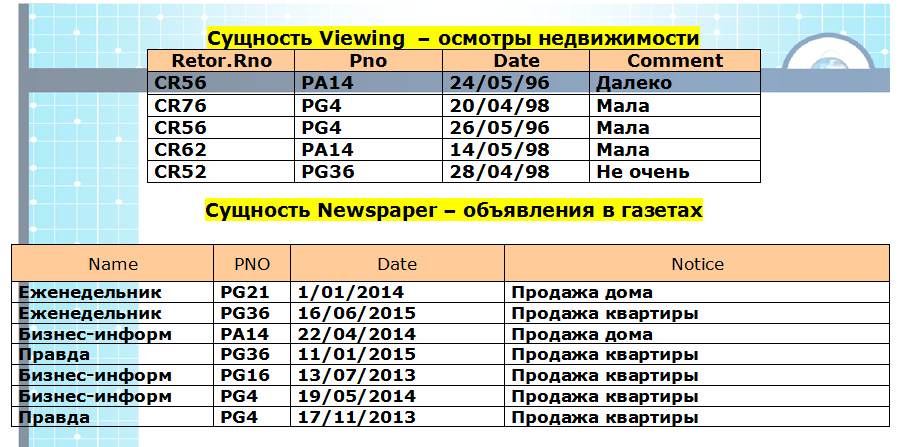 Сущность Viewing – осмотры недвижимости
Retor.Rno Pno Date Comment
CR56 PA14 24/05/96 Далеко
CR76 PG4 20/04/98 Мала
CR56 PG4 26/05/96 Мала
CR62 PA14 14/05/98 Мала
CR52 PG36 28/04/98 Не очень
Сущность Newspaper – объявления в газетах
Name PNO Date Notice
Еженедельник PG21 1/01/2014 Продажа дома
Еженедельник PG36 16/06/2015 Продажа квартиры
Бизнес-информ PA14 22/04/2014 Продажа дома
Правда PG36 11/01/2015 Продажа квартиры
Бизнес-информ PG16 13/07/2013 Продажа квартиры
Бизнес-информ PG4 19/05/2014 Продажа квартиры
Правда PG4 17/11/2013 Продажа квартиры